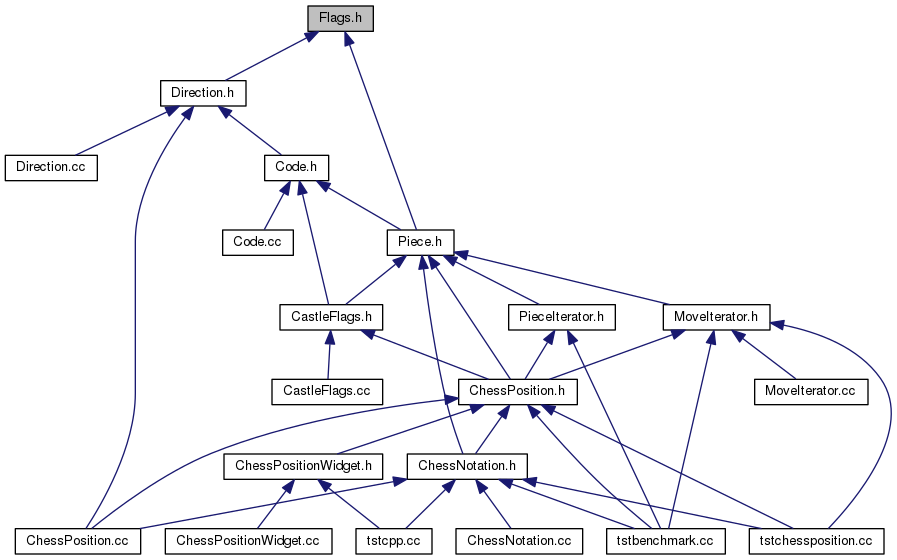 Flags.h
Direction.h
Direction.cc
Code.h
Code.cc
Piece.h
CastleFlags.h
PieceIterator.h
MoveIterator.h
CastleFlags.cc
ChessPosition.h
MoveIterator.cc
ChessPositionWidget.h
ChessNotation.h
ChessPosition.cc
ChessPositionWidget.cc
tstcpp.cc
ChessNotation.cc
tstbenchmark.cc
tstchessposition.cc